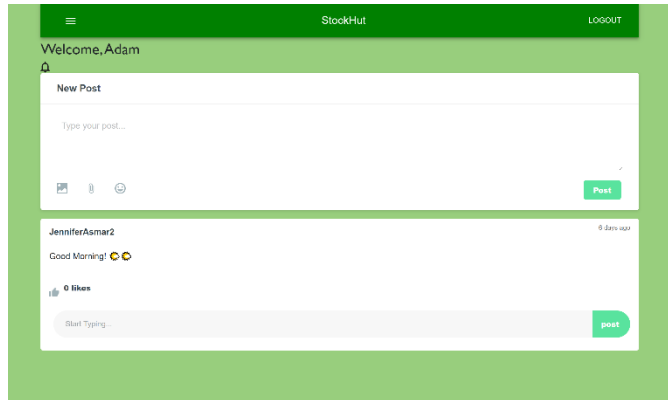 StookHut
LOGOUT
Welcome, Adam
New Post
Type your post...
Post
JenniferAsmar2
6 days ago
Good Morning! 🌞🌞
0 likes
Start Typing...
post